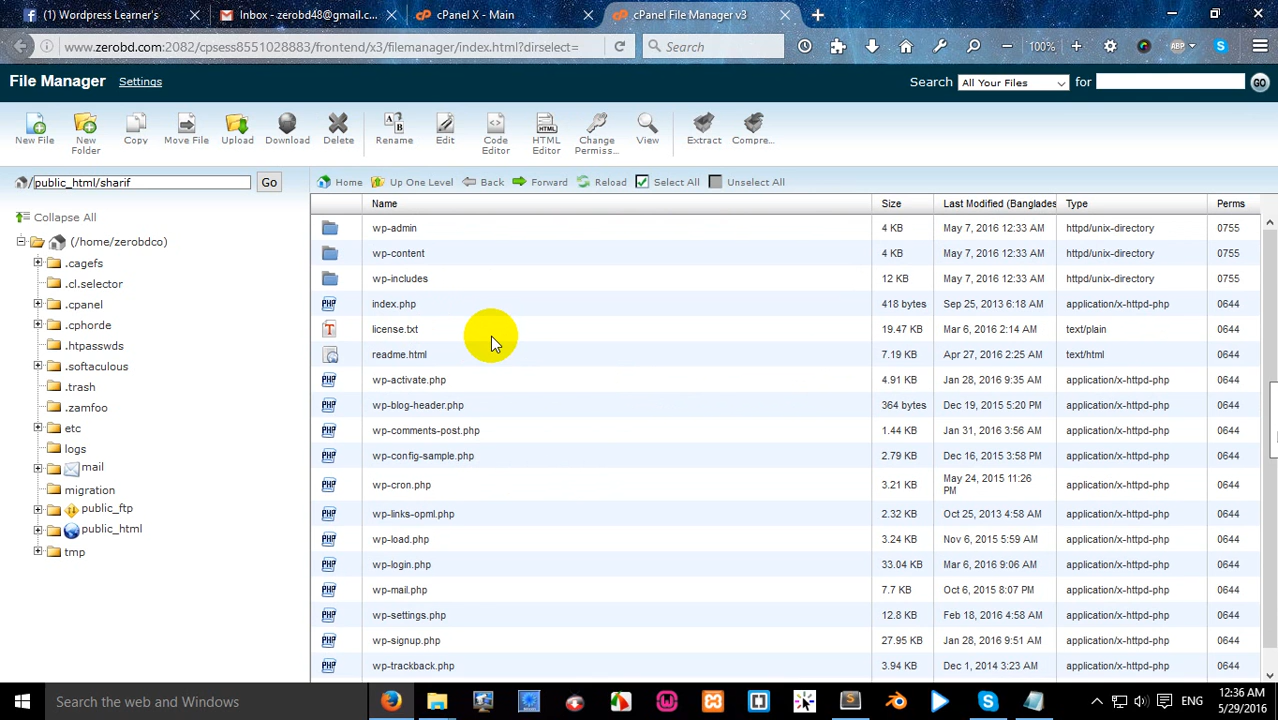 (1) Wordpress Learner's
Inbox - zerobd48@gmail.c...
cPanel X - Main
cPanel File Manager v3
www.zerobd.com:2082/cpsess8551028883/frontend/x3/filemanager/index.html?dirselect=
Search
100%
ABP
File Manager
Settings
Search
All Your Files
for
GO
New File
New Folder
Copy
Move File
Upload
Download
Delete
Rename
Edit
Code Editor
HTML Editor
Change Permiss...
View
Extract
Compre...
/public_html/sharif
Go
Home
Up One Level
Back
Forward
Reload
Select All
Unselect All
Collapse All
(/home/zerobdco)
.cagefs
.cl.selector
.cpanel
.cphorde
.htpasswds
.softaculous
.trash
.zamfoo
etc
logs
mail
migration
public_ftp
public_html
tmp
Name Size Last Modified (Banglades Type Perms
wp-admin 4 KB May 7, 2016 12:33 AM httpd/unix-directory 0755
wp-content 4 KB May 7, 2016 12:33 AM httpd/unix-directory 0755
wp-includes 12 KB May 7, 2016 12:33 AM httpd/unix-directory 0755
index.php 418 bytes Sep 25, 2013 6:18 AM application/x-httpd-php 0644
license.txt 19.47 KB Mar 6, 2016 2:14 AM text/plain 0644
readme.html 7.19 KB Apr 27, 2016 2:25 AM text/html 0644
wp-activate.php 4.91 KB Jan 28, 2016 9:35 AM application/x-httpd-php 0644
wp-blog-header.php 364 bytes Dec 19, 2015 5:20 PM application/x-httpd-php 0644
wp-comments-post.php 1.44 KB Jan 31, 2016 3:56 AM application/x-httpd-php 0644
wp-config-sample.php 2.79 KB Dec 16, 2015 3:58 PM application/x-httpd-php 0644
wp-cron.php 3.21 KB May 24, 2015 11:26 PM application/x-httpd-php 0644
wp-links-opml.php 2.32 KB Oct 25, 2013 4:58 AM application/x-httpd-php 0644
wp-load.php 3.24 KB Nov 6, 2015 5:59 AM application/x-httpd-php 0644
wp-login.php 33.04 KB Mar 6, 2016 9:06 AM application/x-httpd-php 0644
wp-mail.php 7.7 KB Oct 6, 2015 8:07 PM application/x-httpd-php 0644
wp-settings.php 12.8 KB Feb 18, 2016 4:58 AM application/x-httpd-php 0644
wp-signup.php 27.95 KB Jan 28, 2016 9:51 AM application/x-httpd-php 0644
wp-trackback.php 3.94 KB Dec 1, 2014 3:23 AM application/x-httpd-php 0644
Search the web and Windows
ENG
12:36 AM
5/29/2016